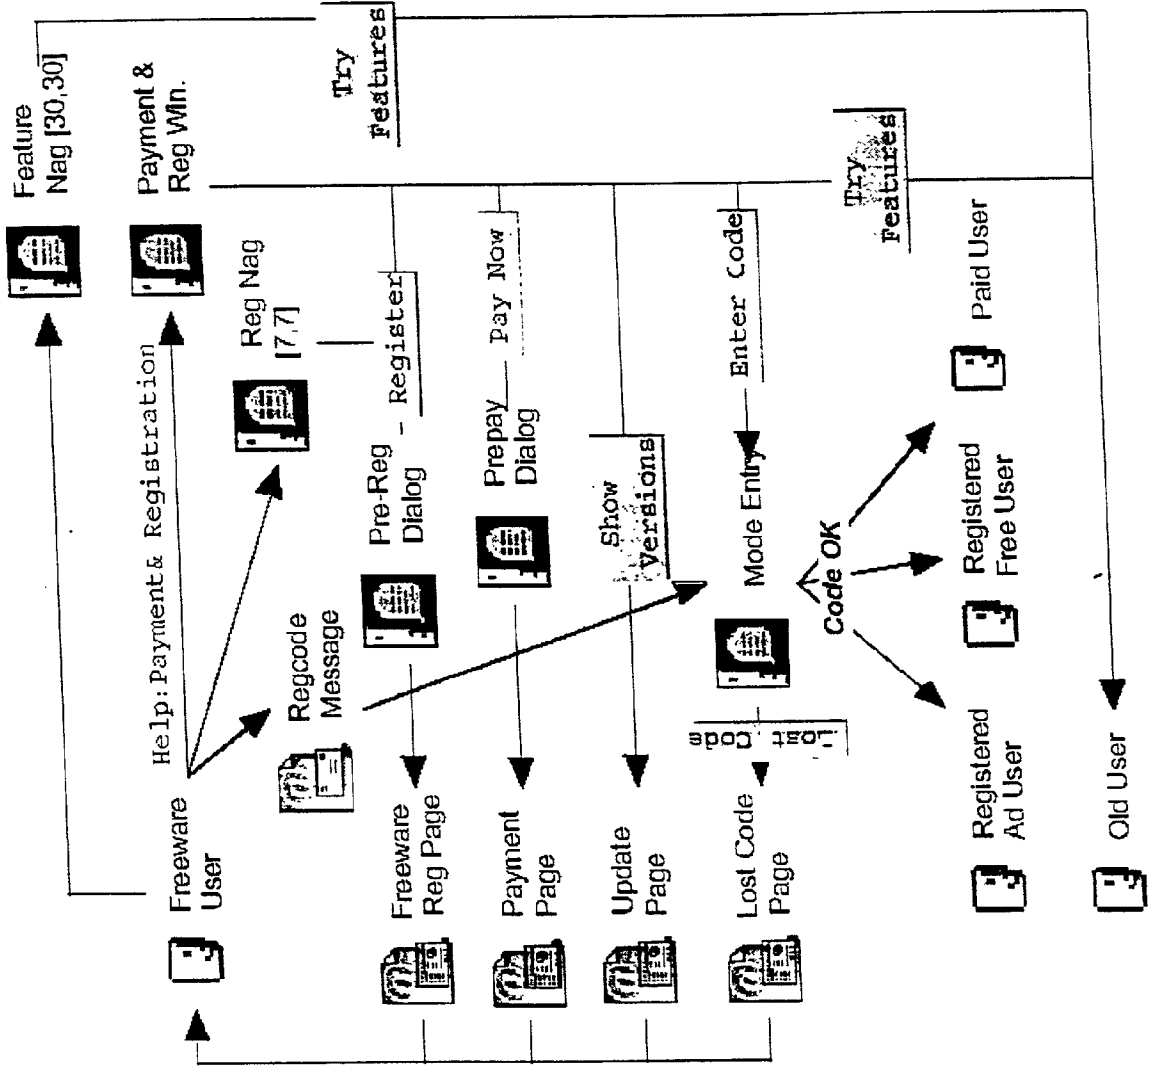 Feature
Nag [30,30]
Payment &
Reg Win.
Try
Features
Help:Payment& Registration
Reg Nag
[7,7]
Freeware
User
Regcode
Message
Pre-Reg
Dialog
Register
Freeware
Reg Page
Prepay
Dialog
Pay Now
Payment
Page
Show
Versions
Update
Page
Mode Entry
Enter Code
Lost Code
Lost Code
Page
Code OK
Try
Features
Registered
Ad User
Registered
Free User
Paid User
Old User